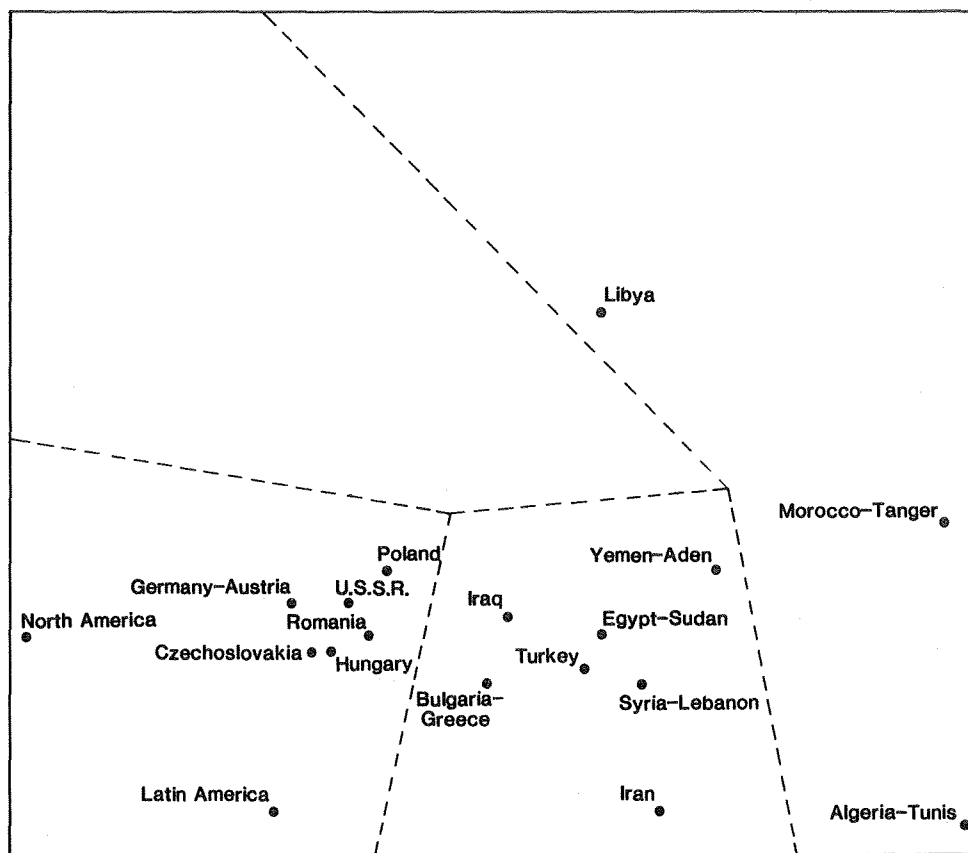 Libya
Morocco–Tanger
Poland
Yemen–Aden
Germany–Austria
U.S.S.R.
Iraq
North America
Romania
Egypt–Sudan
Czechoslovakia
Hungary
Turkey
Bulgaria–
Greece
Syria–Lebanon
Latin America
Iran
Algeria–Tunis